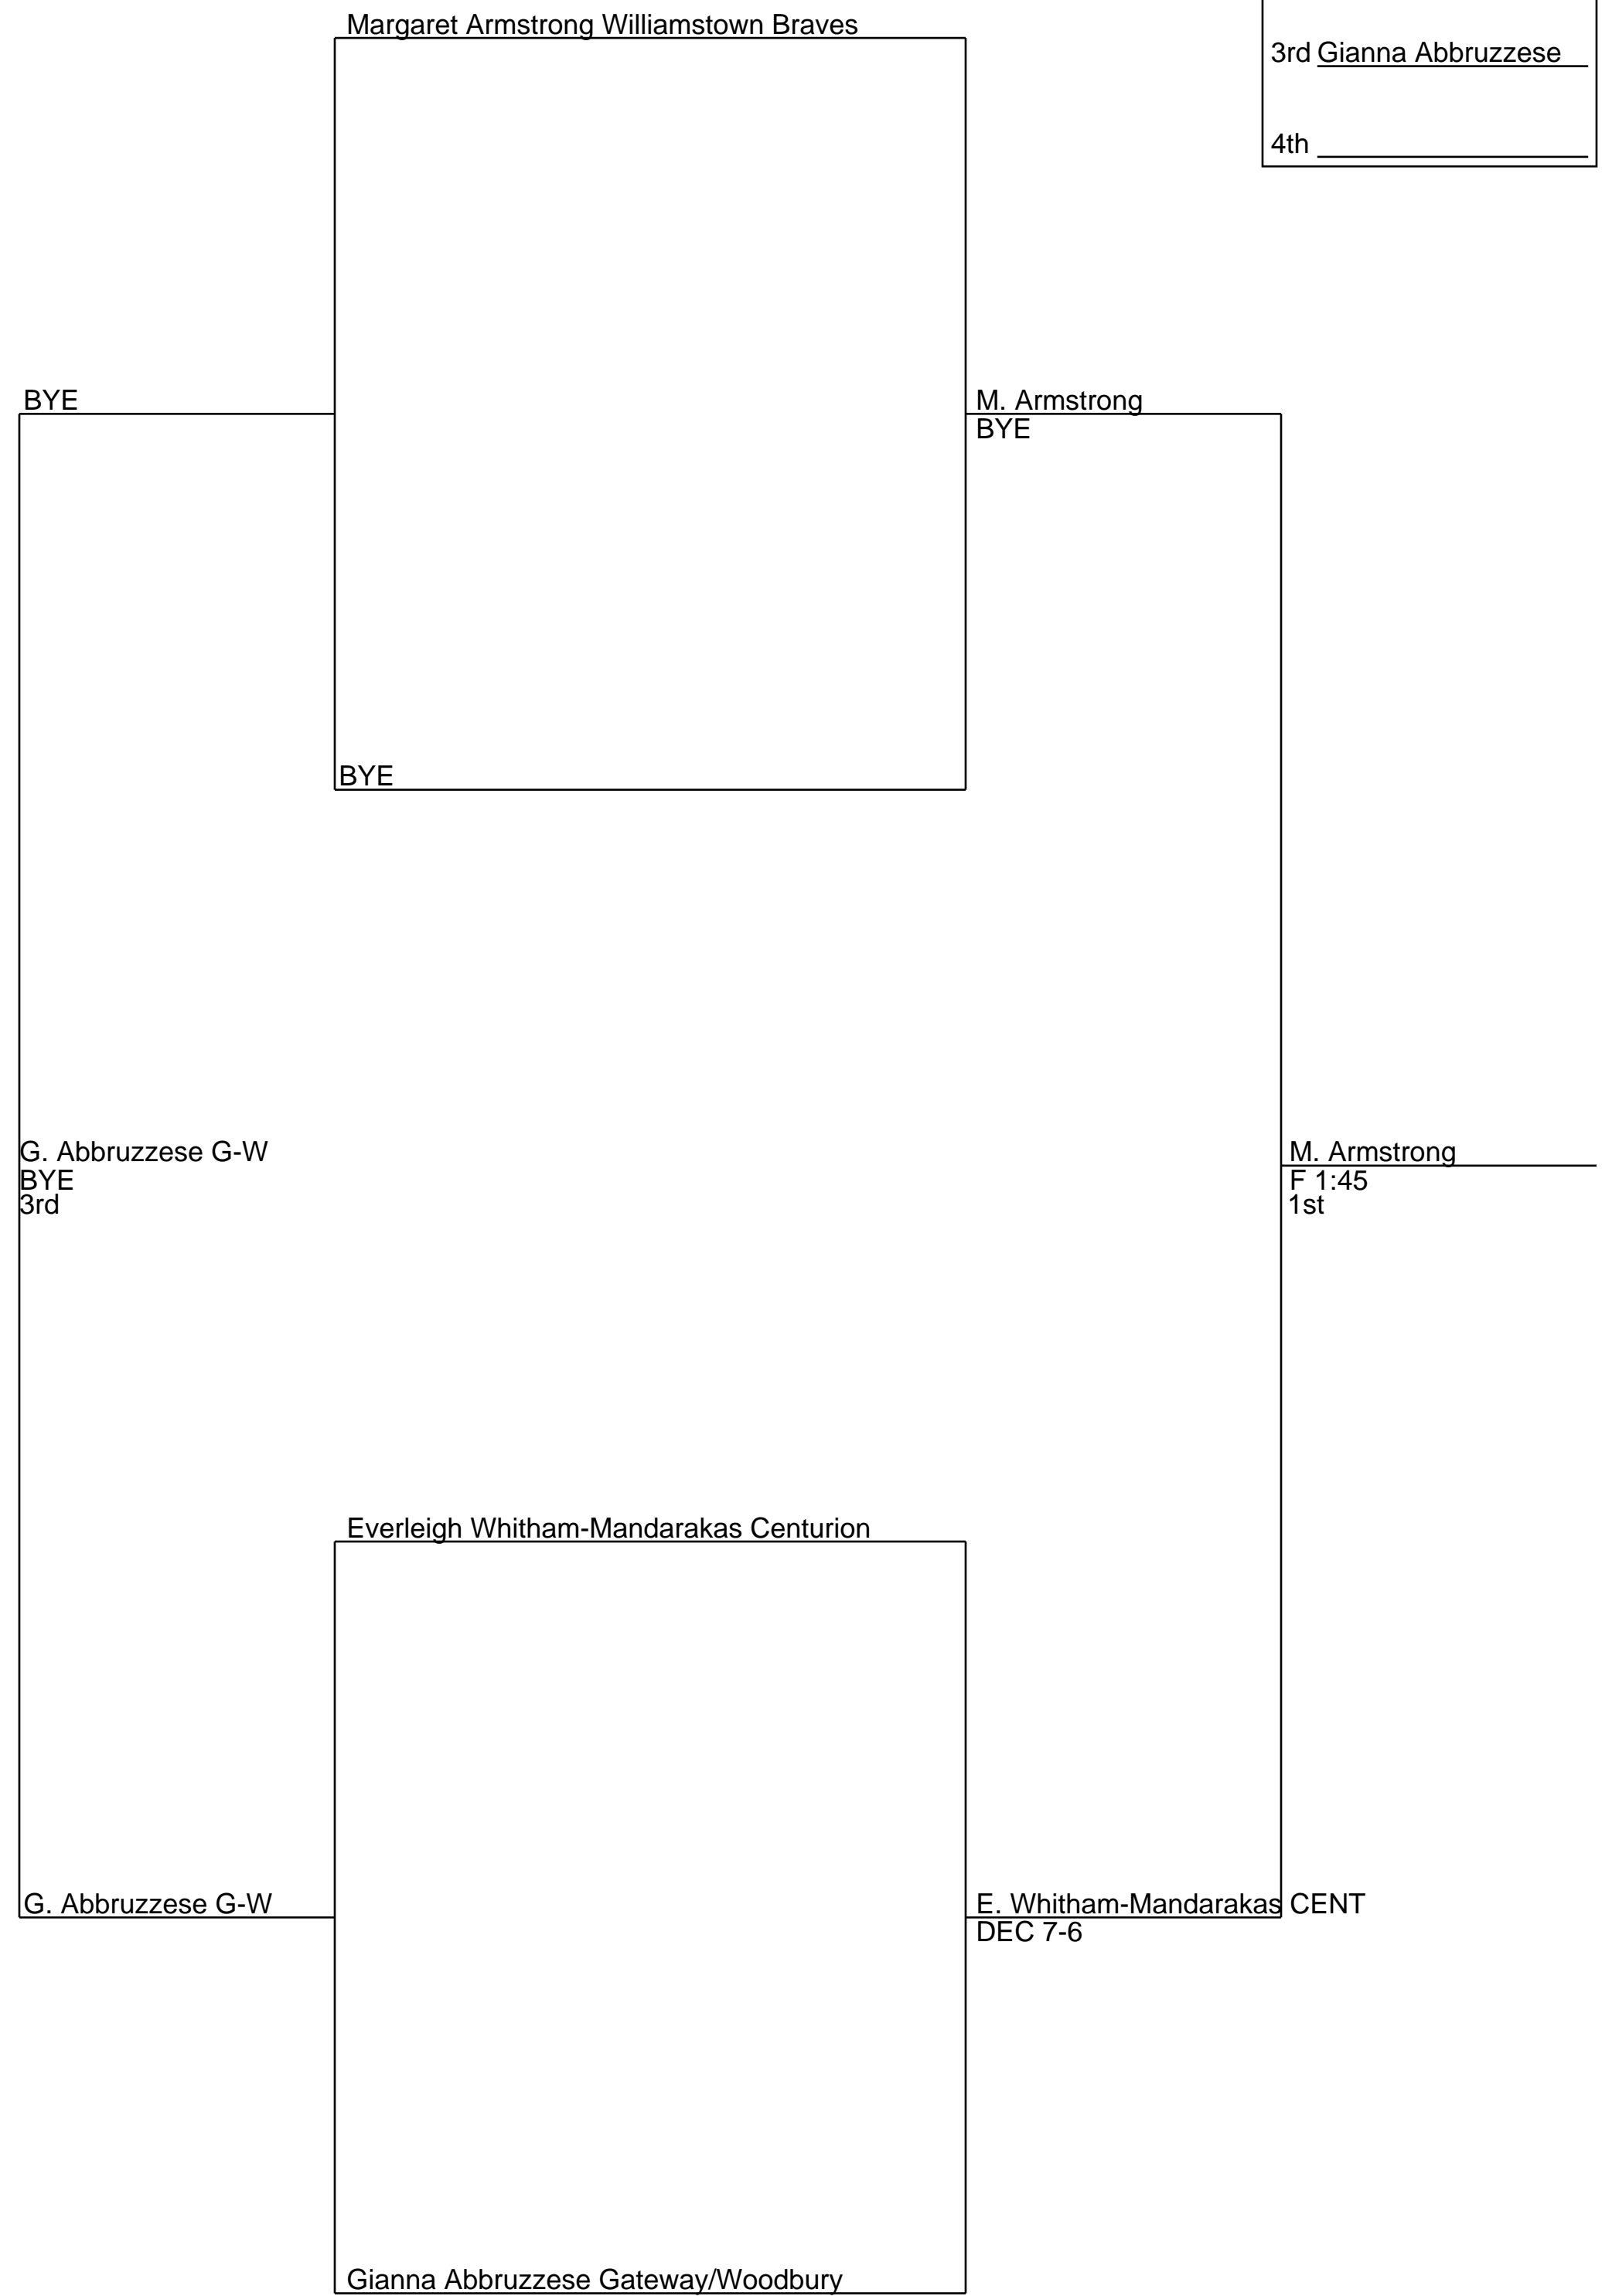 Margaret Armstrong Williamstown Braves
3rd Gianna Abbruzzese
4th
BYE
M. Armstrong
BYE
BYE
G. Abbruzzese G-W
BYE
3rd
M. Armstrong
F 1:45
1st
Everleigh Whitham-Mandarakas Centurion
G. Abbruzzese G-W
E. Whitham-Mandarakas CENT
DEC 7-6
Gianna Abbruzzese Gateway/Woodbury